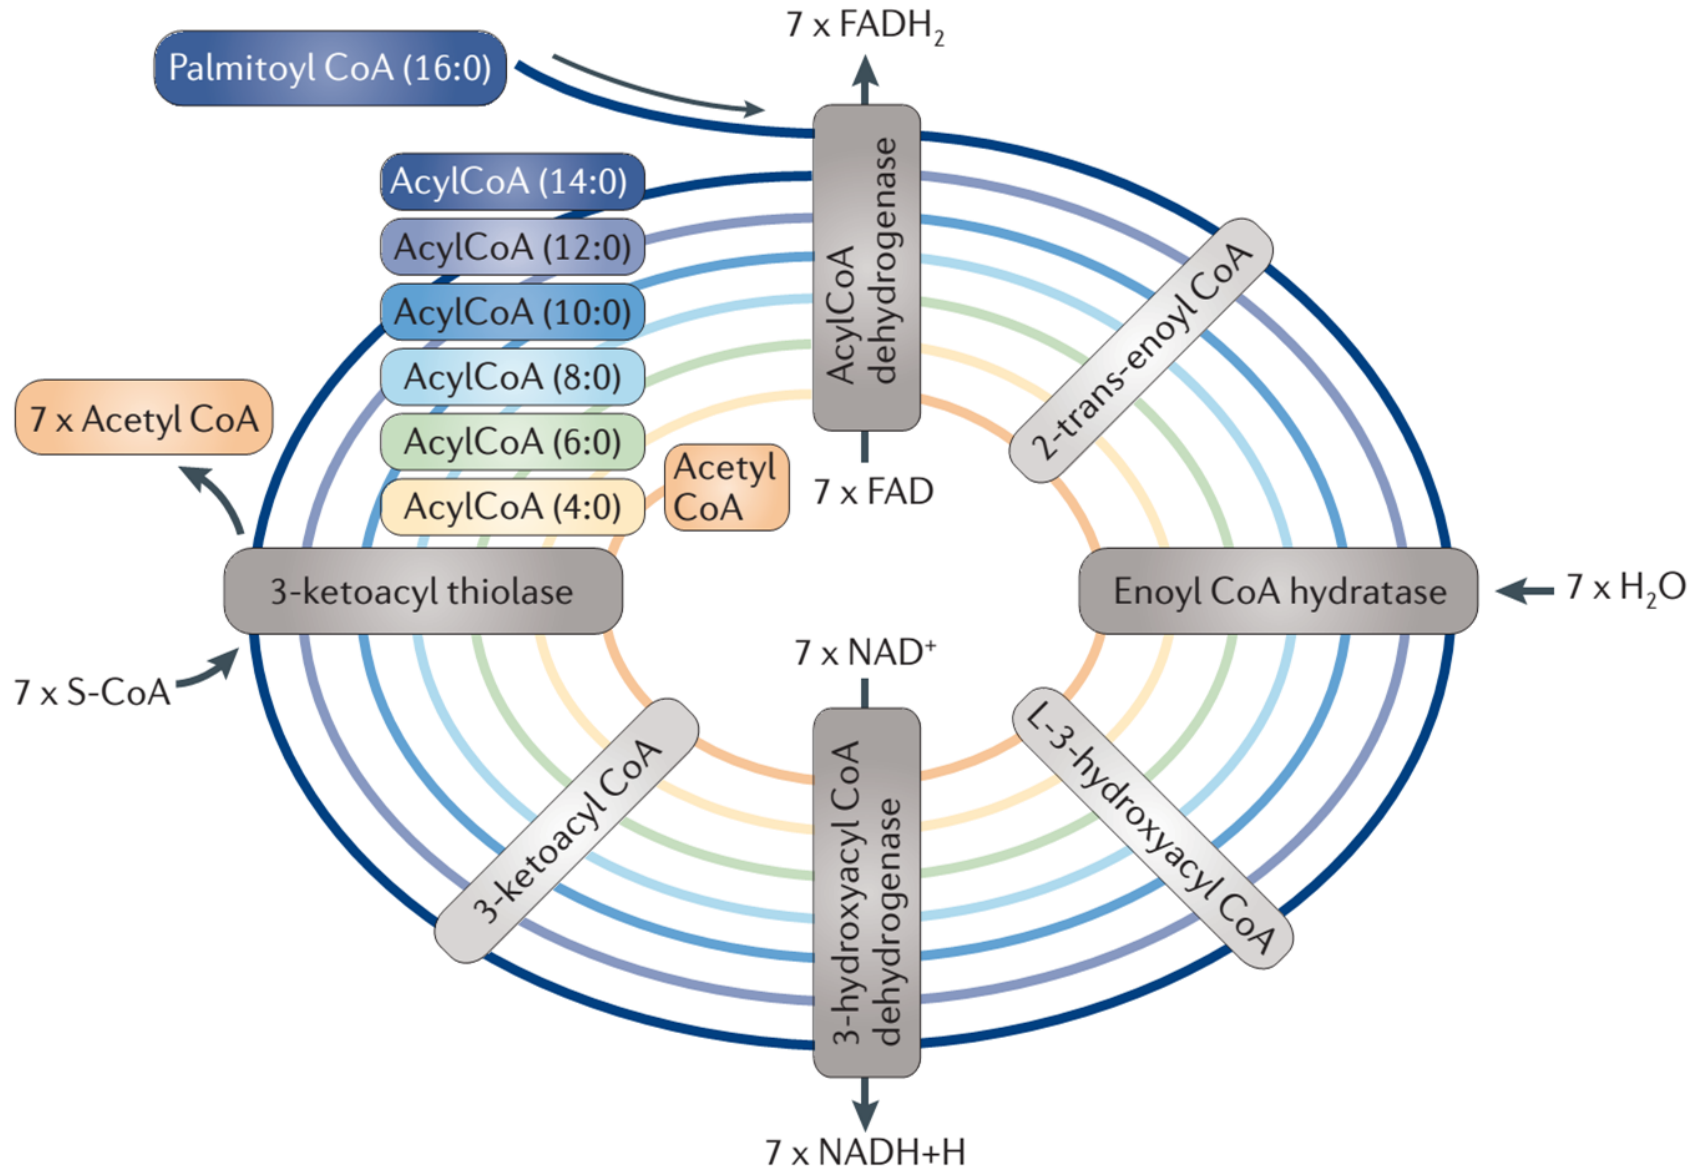 7 x FADH₂
Palmitoyl CoA (16:0)
AcylCoA (14:0)
AcylCoA (12:0)
AcylCoA (10:0)
AcylCoA (8:0)
AcylCoA (6:0)
AcylCoA (4:0)
Acetyl
CoA
AcylCoA
dehydrogenase
7 x FAD
2-trans-enoyl CoA
7 x Acetyl CoA
3-ketoacyl thiolase
Enoyl CoA hydratase
7 x H₂O
7 x S-CoA
7 x NAD⁺
3-ketoacyl CoA
3-hydroxyacyl CoA
dehydrogenase
L-3-hydroxyacyl CoA
7 x NADH+H